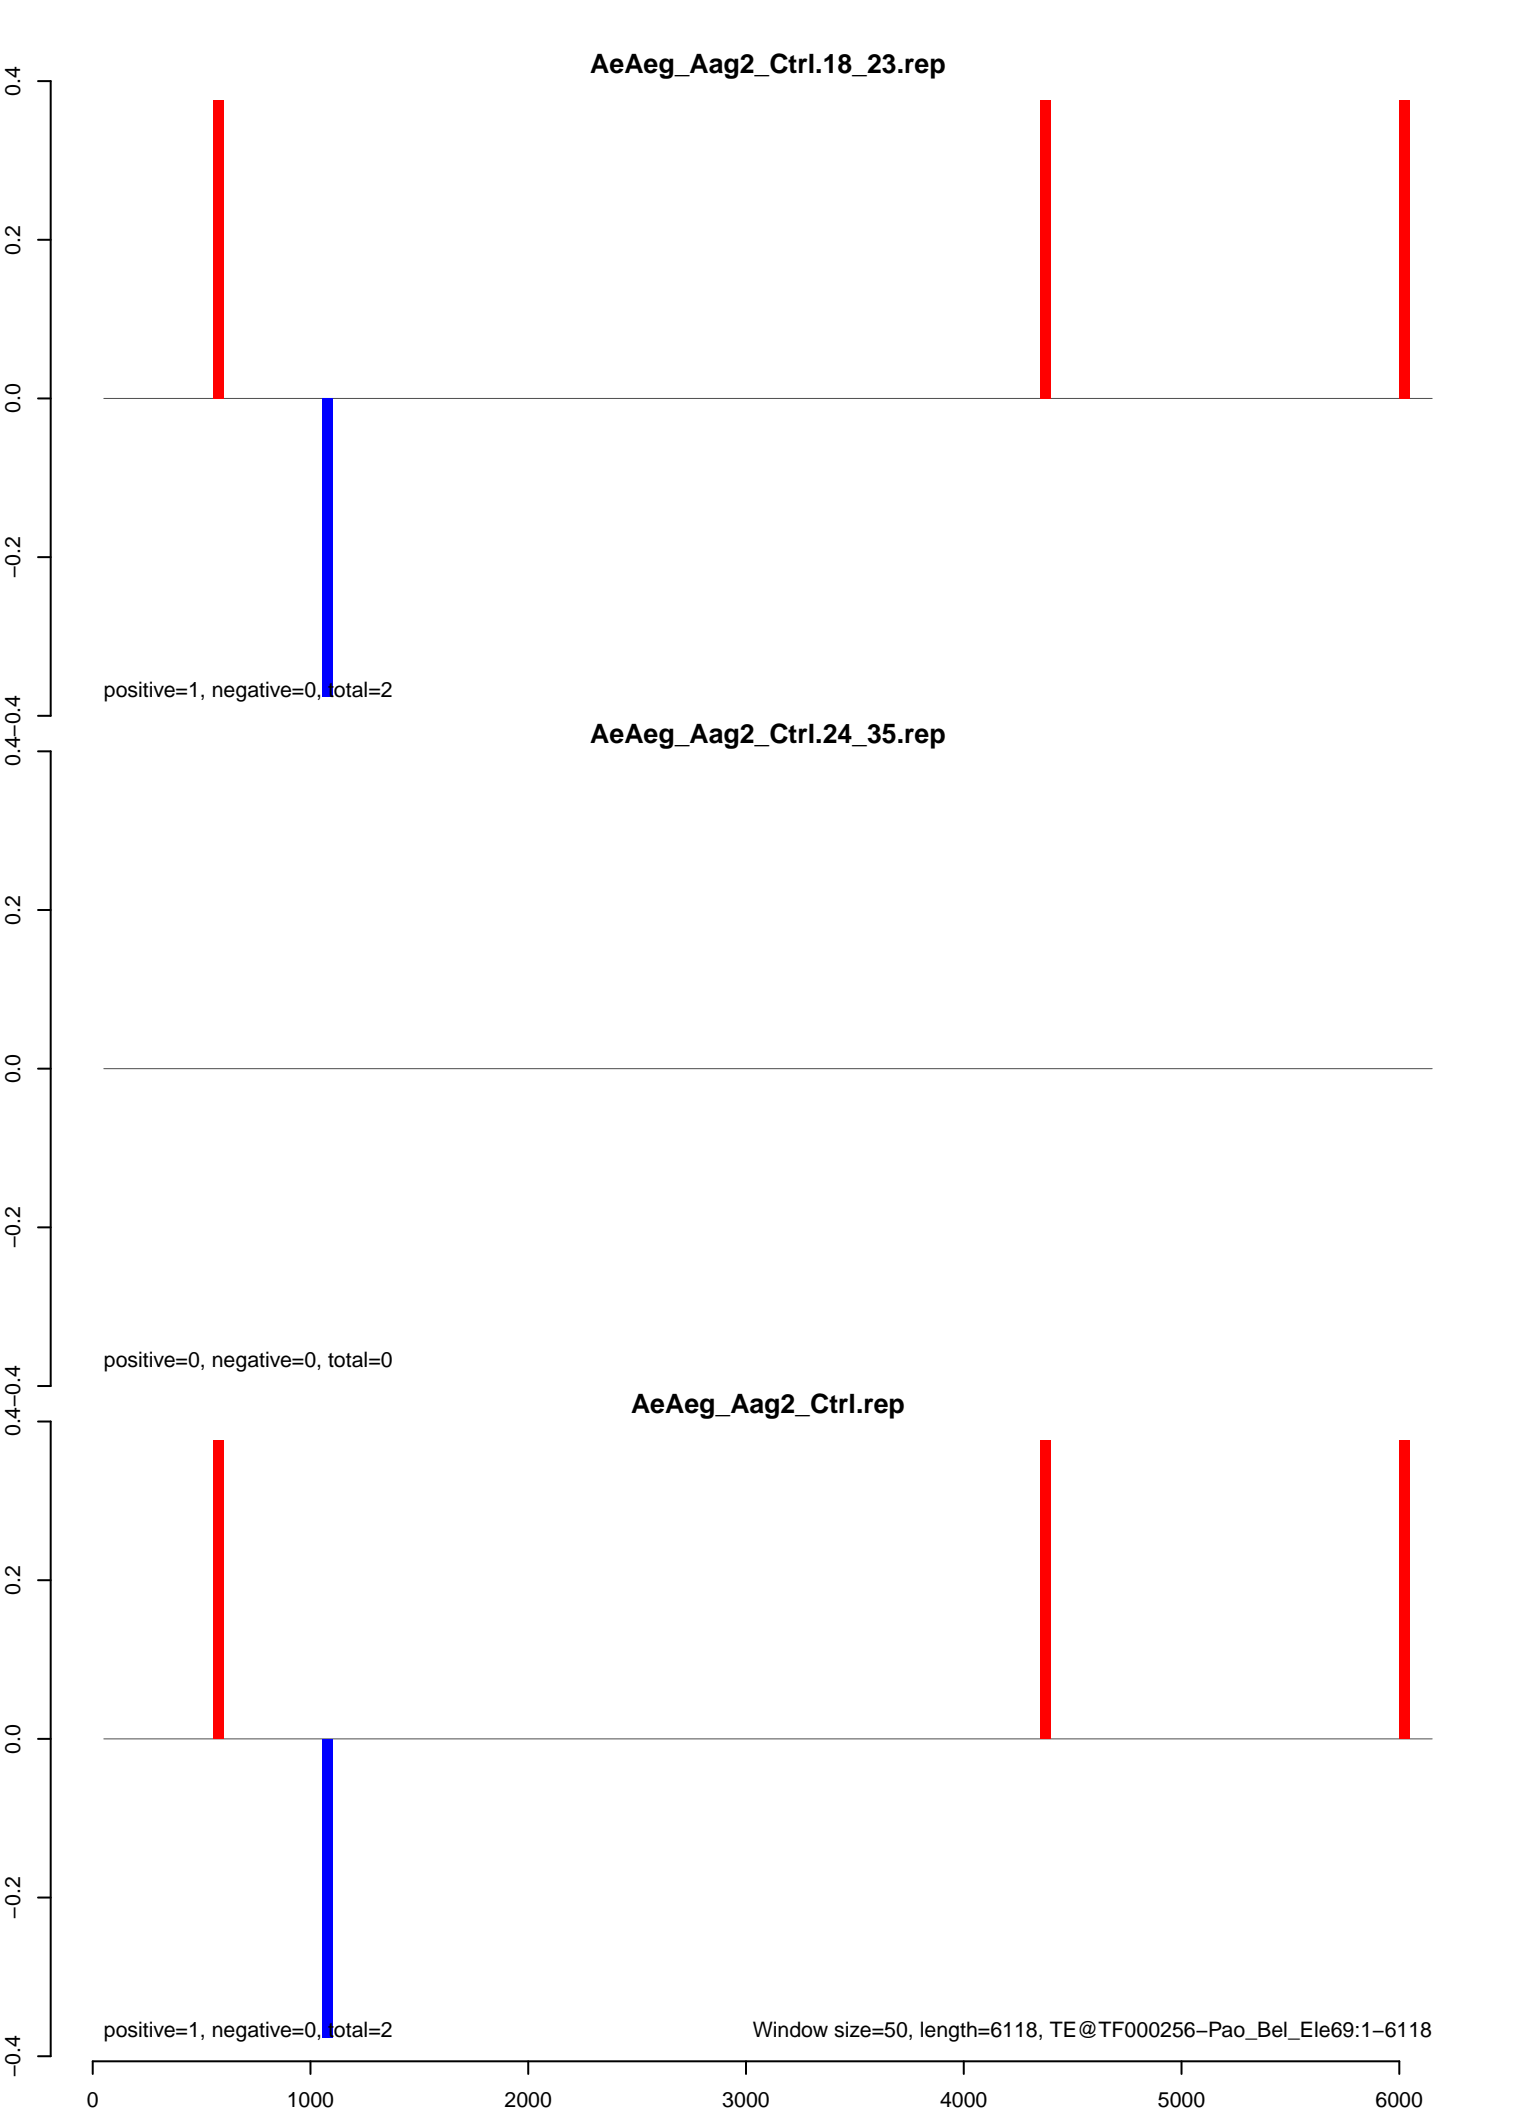 AeAeg_Aag2_Ctrl.18_23.rep
0.4
0.2
0.0
−0.2
−0.4
positive=1, negative=0, total=2
AeAeg_Aag2_Ctrl.24_35.rep
0.4
0.2
0.0
−0.2
−0.4
positive=0, negative=0, total=0
AeAeg_Aag2_Ctrl.rep
0.4
0.2
0.0
−0.2
−0.4
positive=1, negative=0, total=2
Window size=50, length=6118, TE@TF000256−Pao_Bel_Ele69:1−6118
0 1000 2000 3000 4000 5000 6000